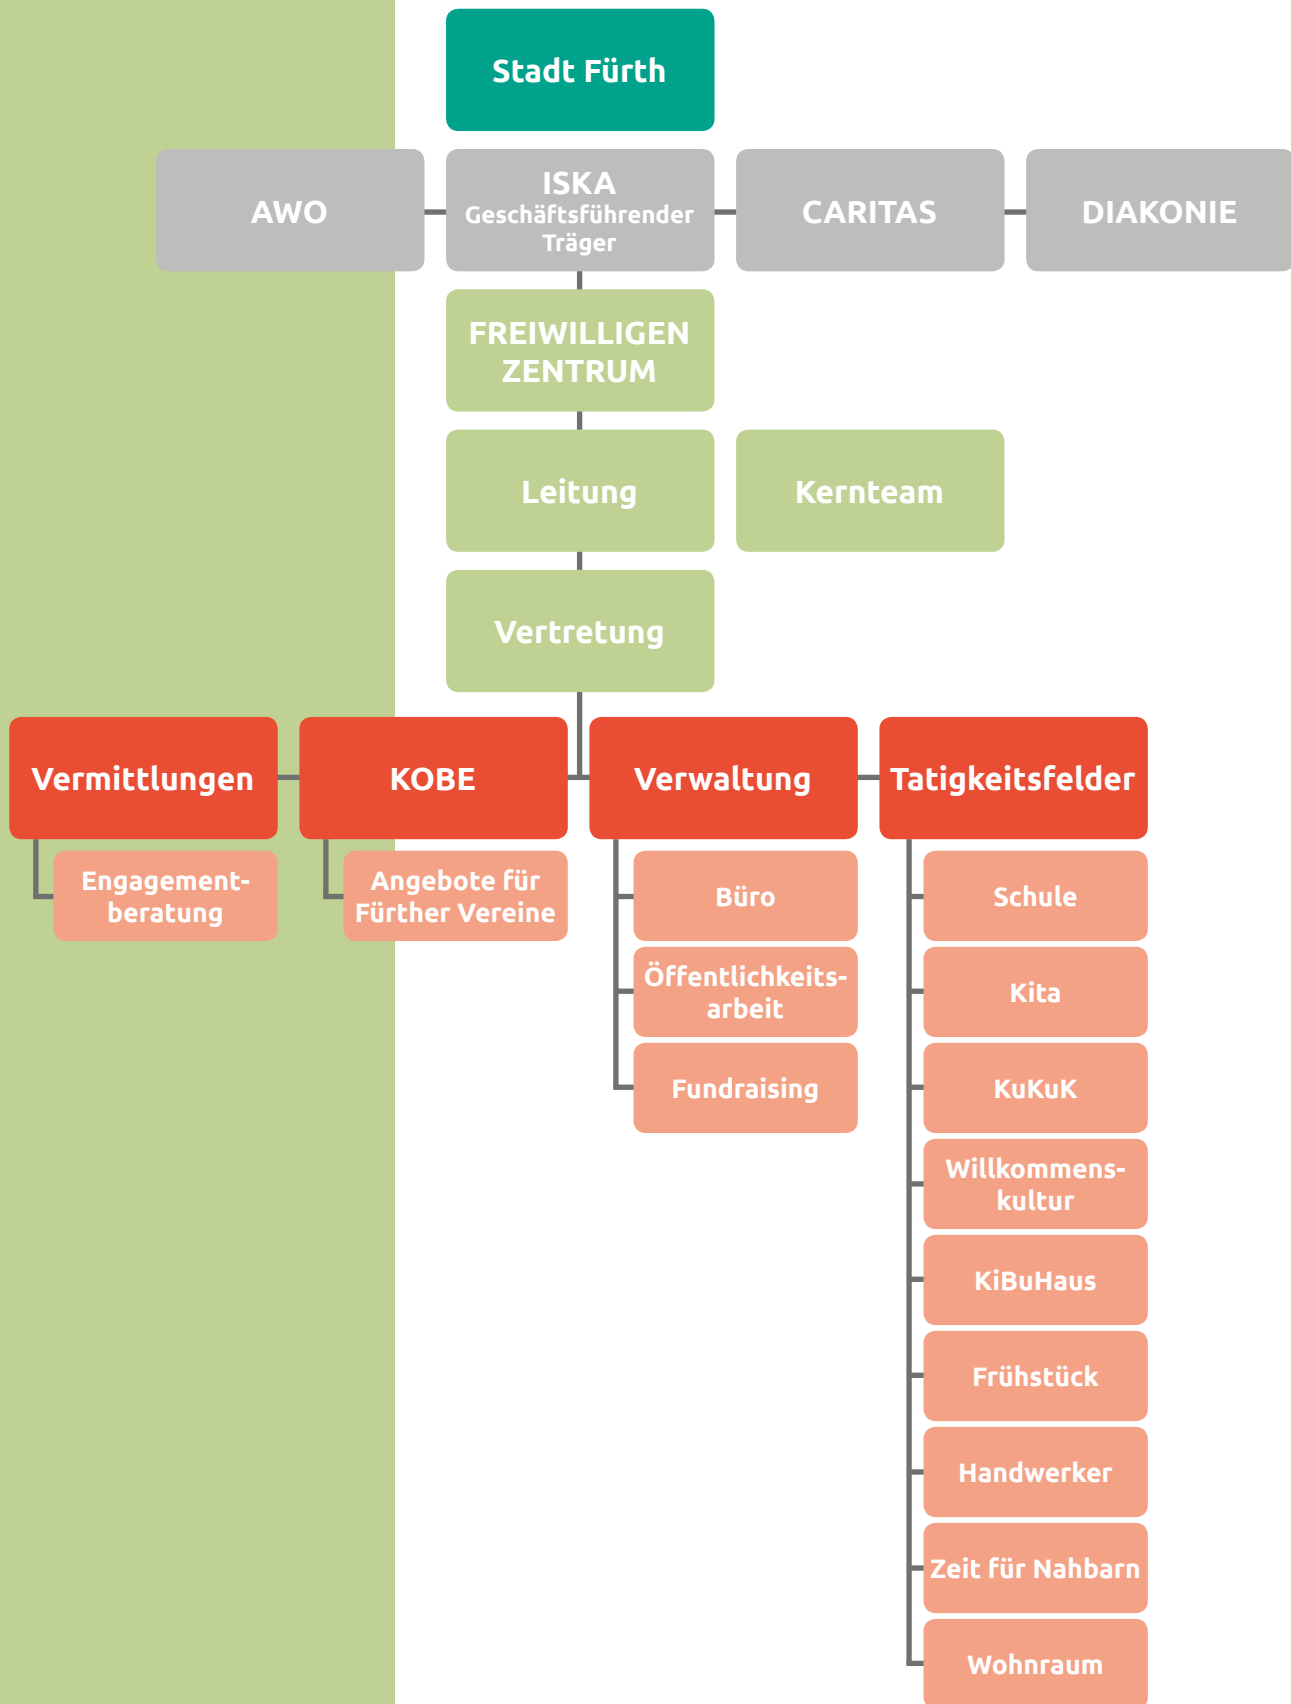 Stadt Fürth
AWO
ISKA
Geschäftsführender
Träger
CARITAS
DIAKONIE
FREIWILLIGEN
ZENTRUM
Leitung
Kernteam
Vertretung
Vermittlungen
KOBE
Verwaltung
Tatigkeitsfelder
Engagement-
beratung
Angebote für
Fürther Vereine
Büro
Öffentlichkeits-
arbeit
Fundraising
Schule
Kita
KuKuK
Willkommens-
kultur
KiBuHaus
Frühstück
Handwerker
Zeit für Nahbarn
Wohnraum